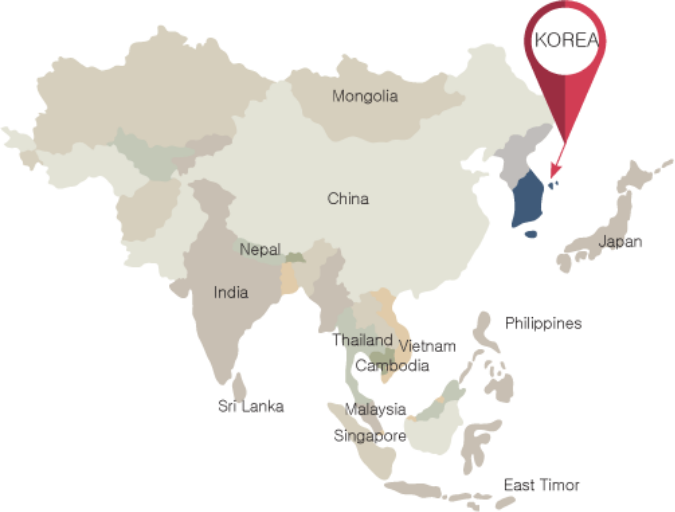 KOREA
Mongolia
China
Japan
Nepal
India
Philippines
Thailand
Vietnam
Cambodia
Sri Lanka
Malaysia
Singapore
East Timor